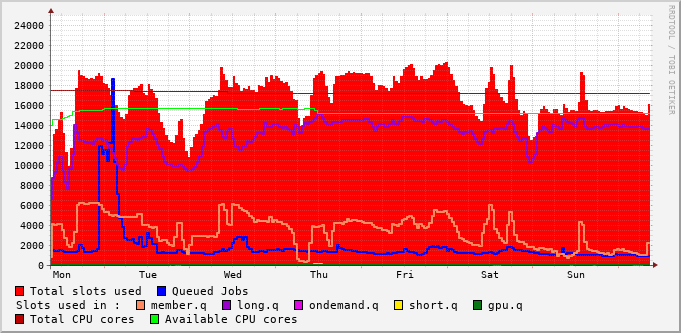 24000
22000
20000
18000
16000
14000
12000
10000
8000
6000
4000
2000
0
Mon Tue Wed Thu Fri Sat Sun
RRDTOOL / TOBI OETIKER
Total slots used Queued Jobs
Slots used in : member.q long.q ondemand.q short.q gpu.q
Total CPU cores Available CPU cores